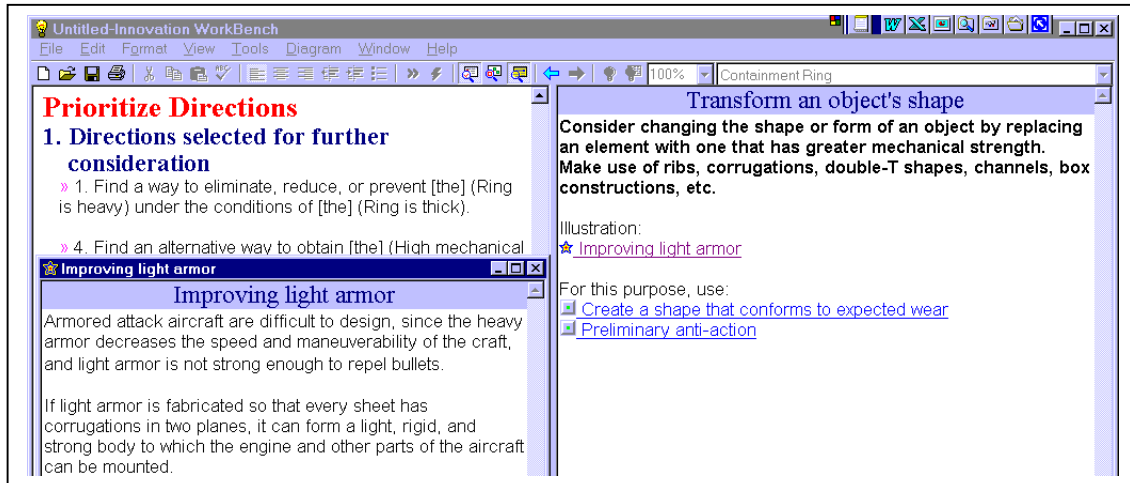 Untitled-Innovation WorkBench
File Edit Format View Tools Diagram Window Help
100% Containment Ring
Prioritize Directions
1. Directions selected for further
consideration
» 1. Find a way to eliminate, reduce, or prevent [the] (Ring
is heavy) under the conditions of [the] (Ring is thick).
» 4. Find an alternative way to obtain [the] (High mechanical
Improving light armor
Improving light armor
Armored attack aircraft are difficult to design, since the heavy
armor decreases the speed and maneuverability of the craft,
and light armor is not strong enough to repel bullets.
If light armor is fabricated so that every sheet has
corrugations in two planes, it can form a light, rigid, and
strong body to which the engine and other parts of the aircraft
can be mounted.
Transform an object's shape
Consider changing the shape or form of an object by replacing
an element with one that has greater mechanical strength.
Make use of ribs, corrugations, double-T shapes, channels, box
constructions, etc.
Illustration:
Improving light armor
For this purpose, use:
Create a shape that conforms to expected wear
Preliminary anti-action